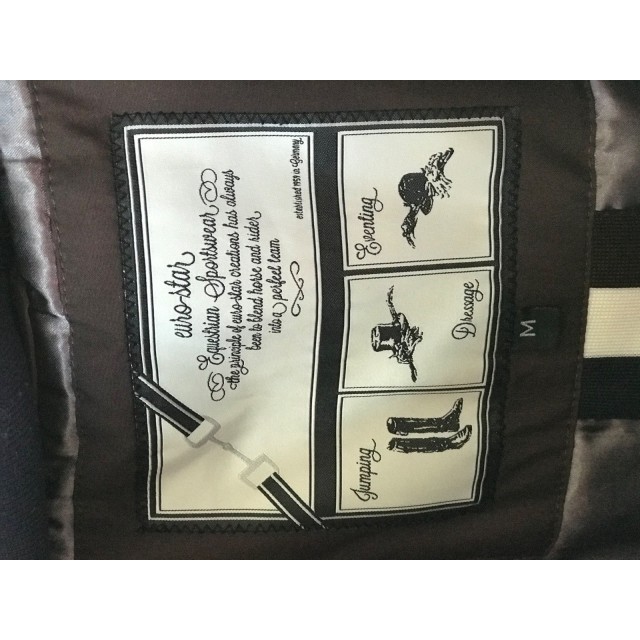 euro-star
Equestrian Sportswear
the principle of euro-star creations has always
been to blend horse and rider
into a perfect team
established 1959 in Germany
Eventing
Dressage
Jumping
M